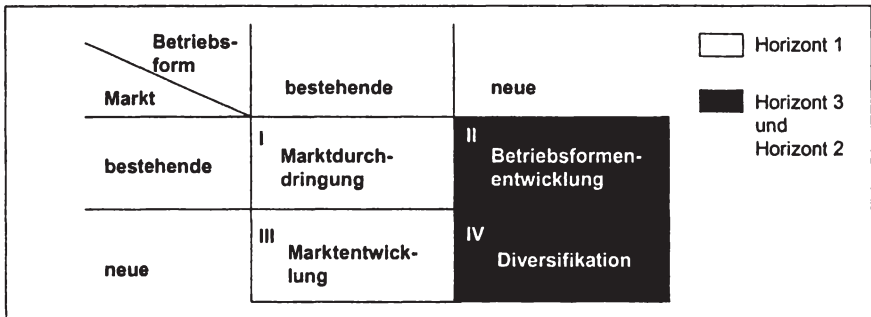 Betriebs-
form
Markt
bestehende
neue
Horizont 1
Horizont 3
und
Horizont 2
bestehende
I
Marktdurch-
dringung
II
Betriebsformen-
entwicklung
neue
III
Marktentwick-
lung
IV
Diversifikation